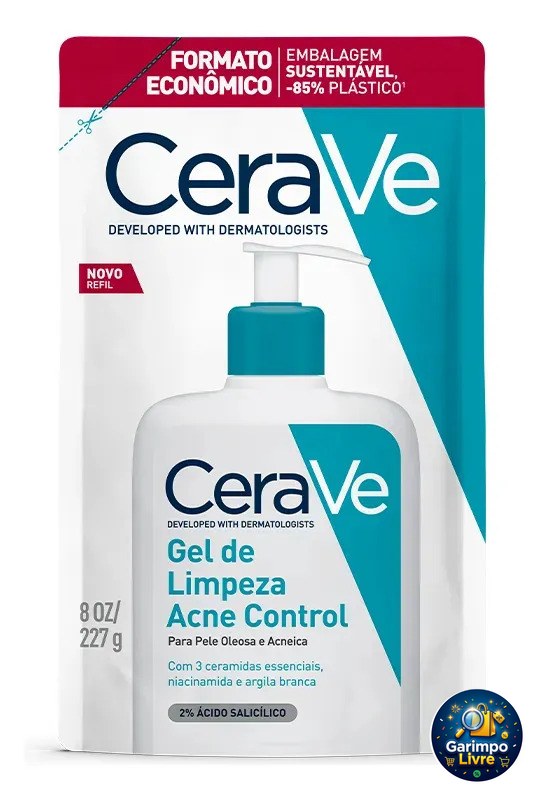 FORMATO
ECONÔMICO
EMBALAGEM
SUSTENTÁVEL,
-85% PLÁSTICO¹
CeraVe
DEVELOPED WITH DERMATOLOGISTS
NOVO
REFIL
CeraVe
DEVELOPED WITH DERMATOLOGISTS
Gel de
Limpeza
Acne Control
Para Pele Oleosa e Acneica
Com 3 ceramidas essenciais,
niacinamida e argila branca
2% ÁCIDO SALICÍLICO
8 OZ/
227 g
Garimpo
Livre